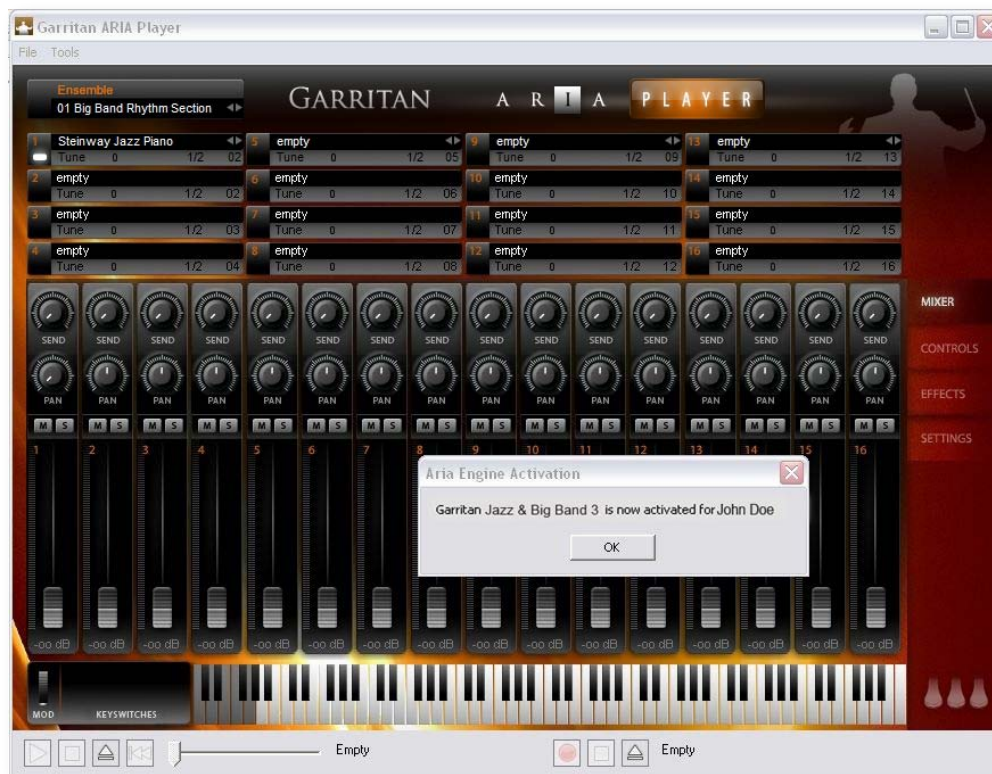 Garritan ARIA Player
File Tools
Ensemble
01 Big Band Rhythm Section
GARRITAN ARIA PLAYER
1 Steinway Jazz Piano 5 empty 9 empty 13 empty
Tune 0 1/2 02 Tune 0 1/2 05 Tune 0 1/2 09 Tune 0 1/2 13
2 empty 6 empty 10 empty 14 empty
Tune 0 1/2 02 Tune 0 1/2 06 Tune 0 1/2 10 Tune 0 1/2 14
3 empty 7 empty 11 empty 15 empty
Tune 0 1/2 03 Tune 0 1/2 07 Tune 0 1/2 11 Tune 0 1/2 15
4 empty 8 empty 12 empty 16 empty
Tune 0 1/2 04 Tune 0 1/2 08 Tune 0 1/2 12 Tune 0 1/2 16
MIXER
CONTROLS
EFFECTS
SETTINGS
SEND SEND SEND SEND SEND SEND SEND SEND SEND SEND SEND SEND SEND SEND SEND SEND
PAN PAN PAN PAN PAN PAN PAN PAN PAN PAN PAN PAN PAN PAN PAN PAN
M S M S M S M S M S M S M S M S M S M S M S M S M S M S M S M S
1 2 3 4 5 6 7 8 9 10 11 12 13 14 15 16
Aria Engine Activation
Garritan Jazz & Big Band 3 is now activated for John Doe
OK
-oo dB -oo dB -oo dB -oo dB -oo dB -oo dB -oo dB -oo dB -oo dB -oo dB -oo dB -oo dB -oo dB -oo dB -oo dB -oo dB
MOD KEYSWITCHES
Empty Empty